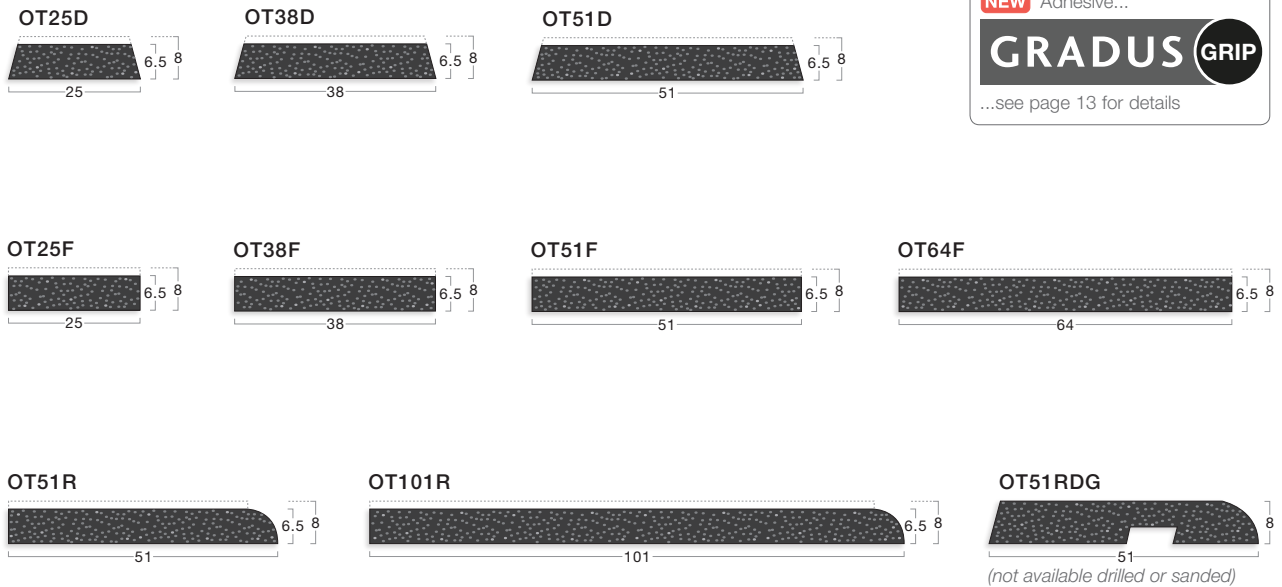 NEW Adhesive...
GRADUS GRIP
...see page 13 for details
OT25D
6.5 8
25
OT38D
6.5 8
38
OT51D
6.5 8
51
OT25F
6.5 8
25
OT38F
6.5 8
38
OT51F
6.5 8
51
OT64F
6.5 8
64
OT51R
6.5 8
51
OT101R
6.5 8
101
OT51RDG
8
51
(not available drilled or sanded)